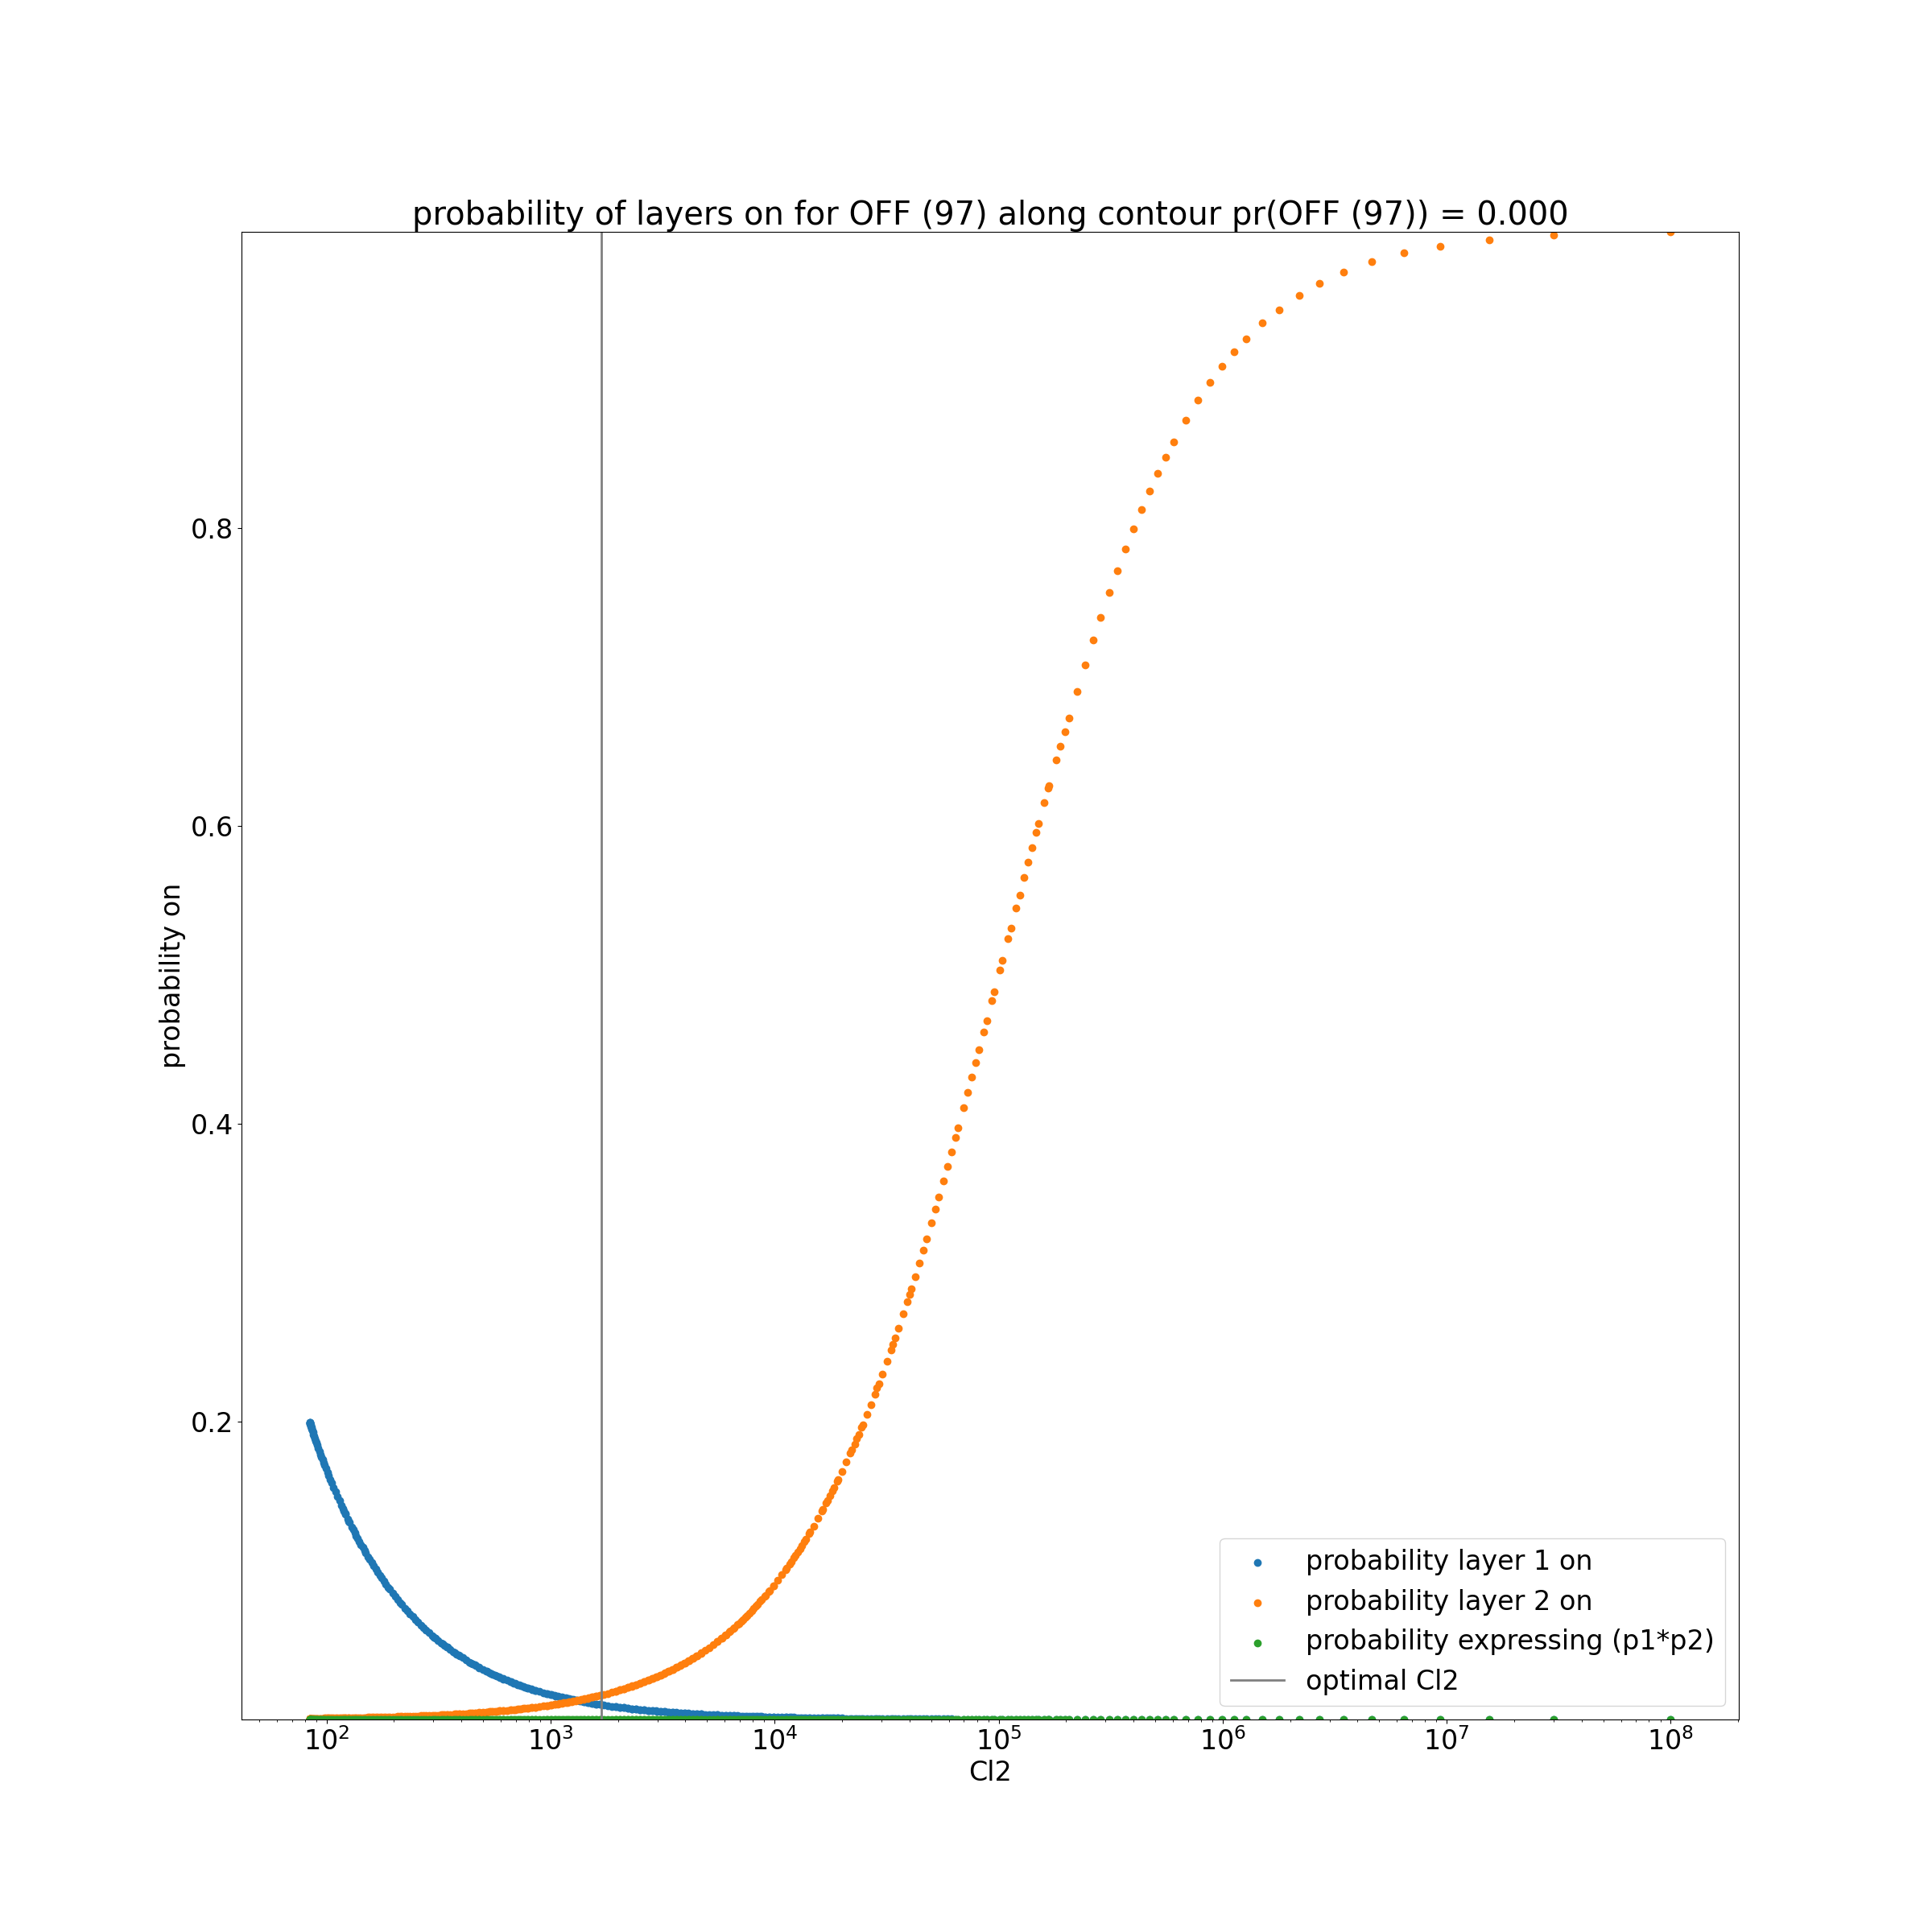 probability of layers on for OFF (97) along contour pr(OFF (97)) = 0.000
probability on
0.8
0.6
0.4
0.2
10²
10³
10⁴
10⁵
10⁶
10⁷
10⁸
Cl2
probability layer 1 on
probability layer 2 on
probability expressing (p1*p2)
optimal Cl2